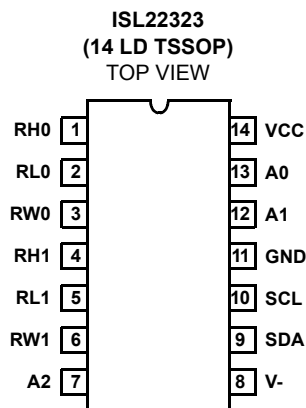 ISL22323
(14 LD TSSOP)
TOP VIEW
RH0 1 14 VCC
RL0 2 13 A0
RW0 3 12 A1
RH1 4 11 GND
RL1 5 10 SCL
RW1 6 9 SDA
A2 7 8 V-